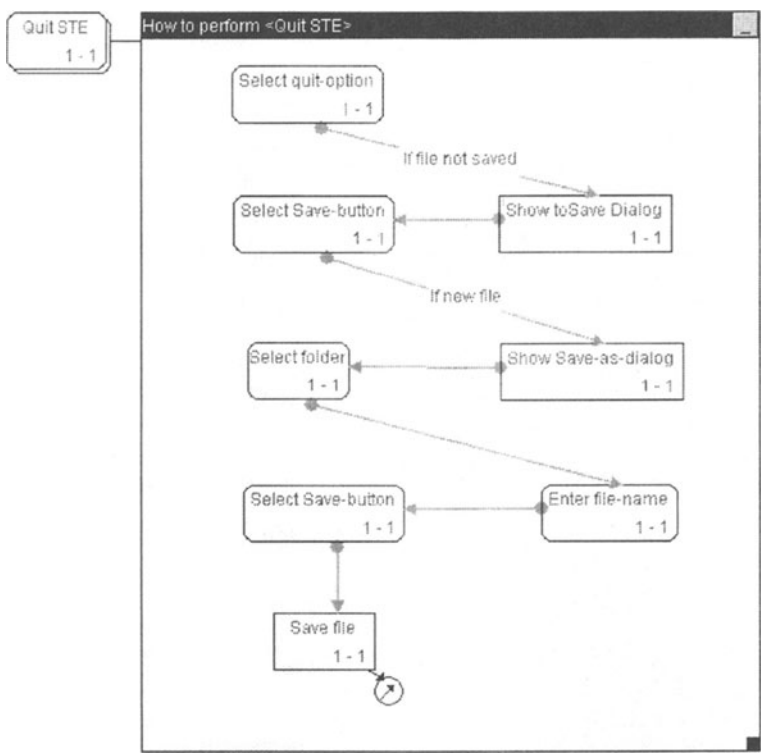 Quit STE
1 - 1
How to perform <Quit STE>
Select quit-option
1 - 1
If file not saved
Select Save-button
1 - 1
Show toSave Dialog
1 - 1
If new file
Select folder
1 - 1
Show Save-as-dialog
1 - 1
Select Save-button
1 - 1
Enter file-name
1 - 1
Save file
1 - 1